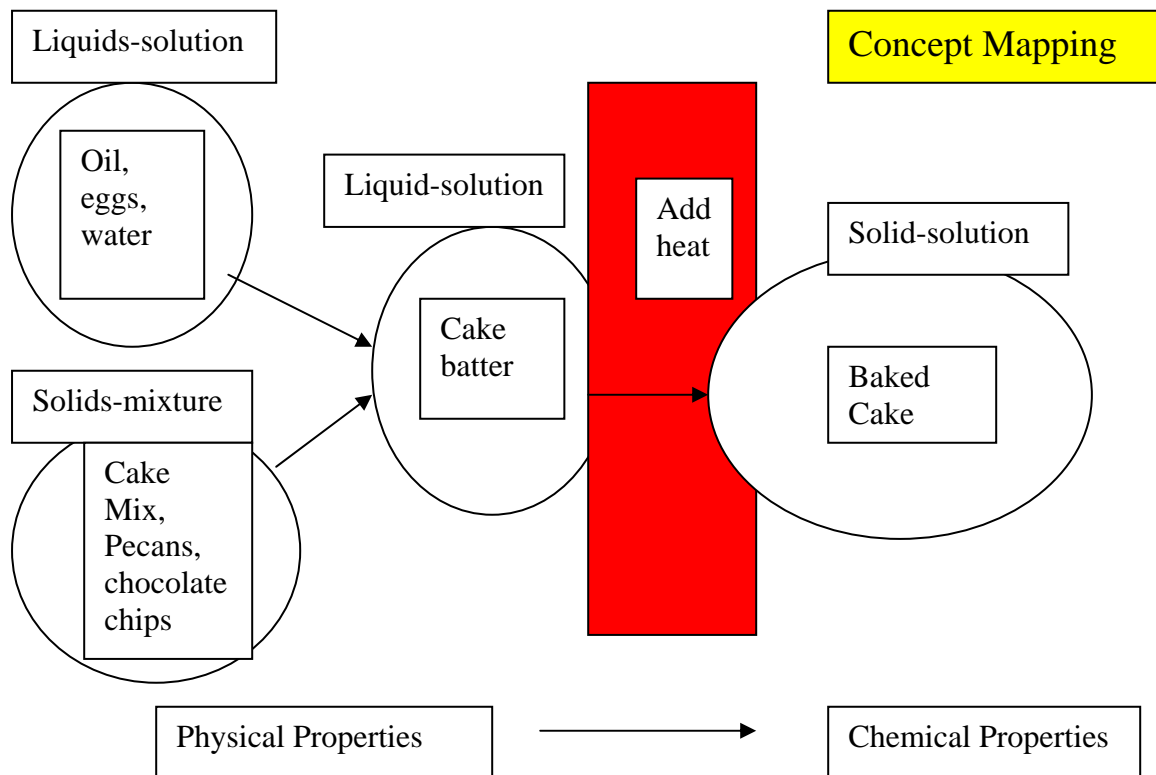 Liquids-solution
Concept Mapping
Oil,
eggs,
water
Liquid-solution
Add
heat
Solid-solution
Cake
batter
Baked
Cake
Solids-mixture
Cake
Mix,
Pecans,
chocolate
chips
Physical Properties
Chemical Properties